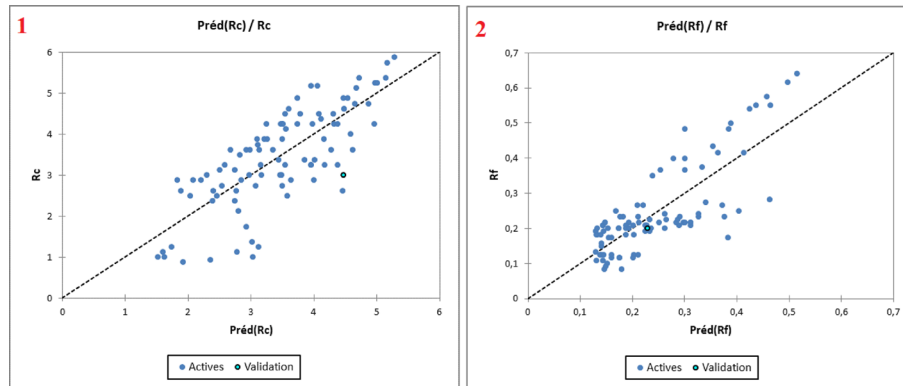 1
Préd(Rc) / Rc
6
5
4
3
2
1
0
Rc
0 1 2 3 4 5 6
Préd(Rc)
Actives Validation
2
Préd(Rf) / Rf
0,7
0,6
0,5
0,4
0,3
0,2
0,1
0
Rf
0 0,1 0,2 0,3 0,4 0,5 0,6 0,7
Préd(Rf)
Actives Validation